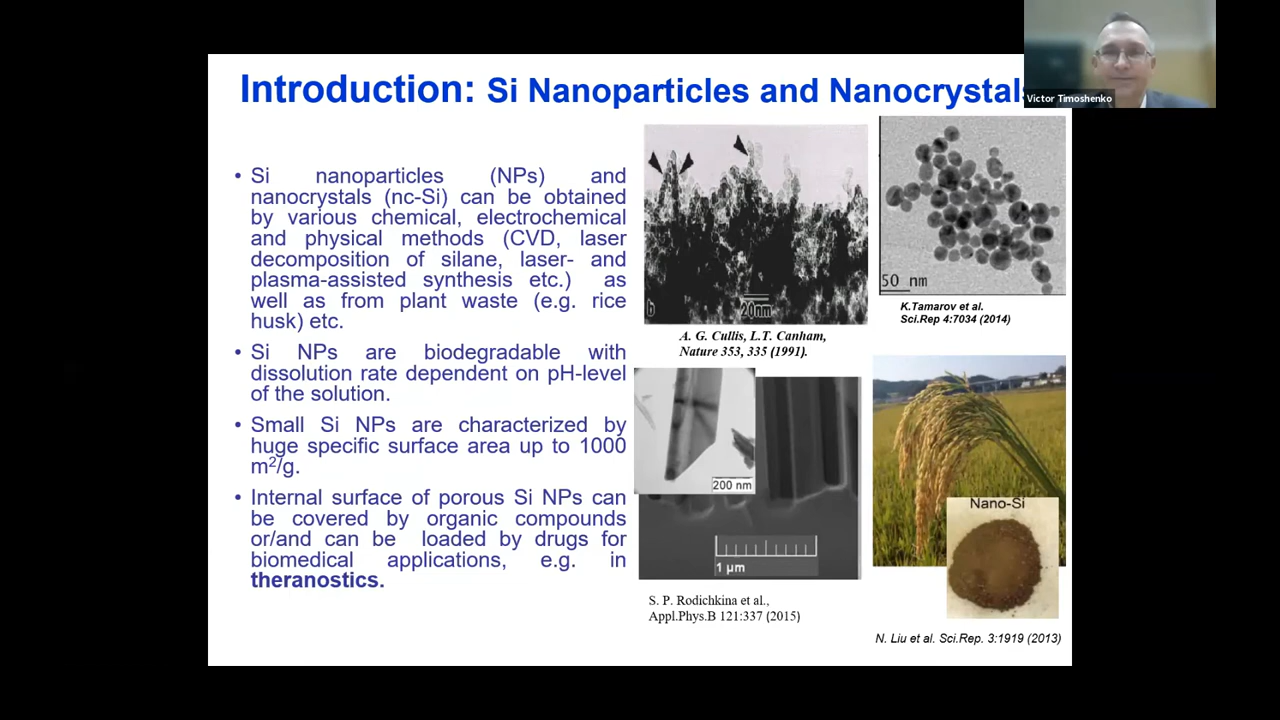 Introduction: Si Nanoparticles and Nanocrystals
Victor Timoshenko
• Si nanoparticles (NPs) and
nanocrystals (nc-Si) can be obtained
by various chemical, electrochemical
and physical methods (CVD, laser
decomposition of silane, laser- and
plasma-assisted synthesis etc.) as
well as from plant waste (e.g. rice
husk) etc.
• Si NPs are biodegradable with
dissolution rate dependent on pH-level
of the solution.
• Small Si NPs are characterized by
huge specific surface area up to 1000
m²/g.
• Internal surface of porous Si NPs can
be covered by organic compounds
or/and can be loaded by drugs for
biomedical applications, e.g. in
theranostics.
b
20nm
A. G. Cullis, L.T. Canham,
Nature 353, 335 (1991).
50 nm
K.Tamarov et al.
Sci.Rep 4:7034 (2014)
200 nm
1 µm
S. P. Rodichkina et al.,
Appl.Phys.B 121:337 (2015)
Nano-Si
N. Liu et al. Sci.Rep. 3:1919 (2013)